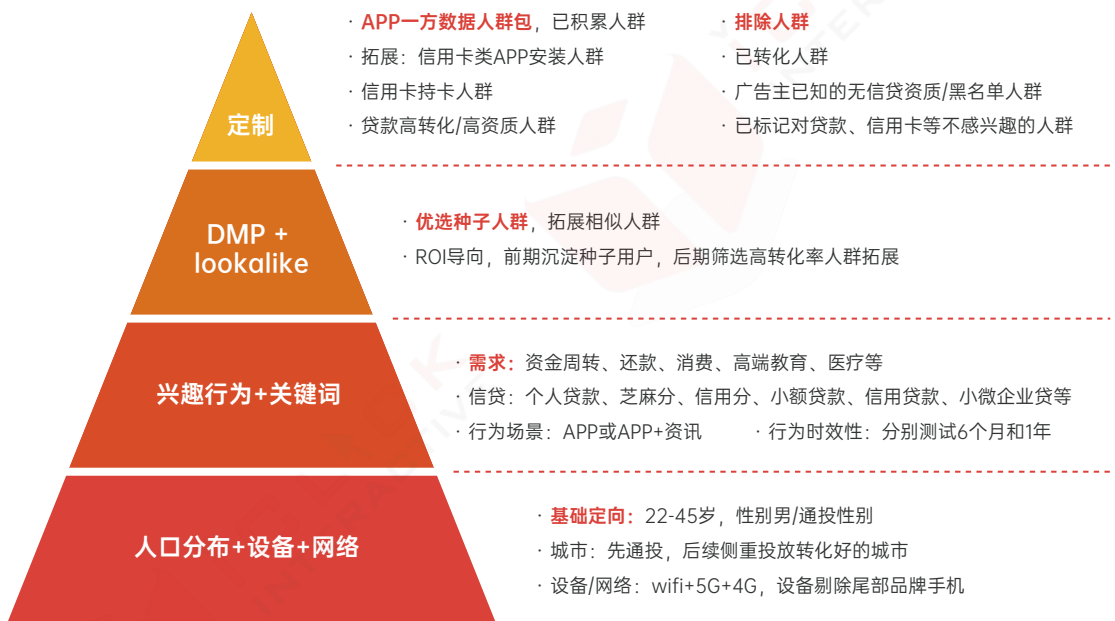 · APP一方数据人群包，已积累人群
· 拓展：信用卡类APP安装人群
· 信用卡持卡人群
· 贷款高转化/高资质人群
· 排除人群
· 已转化人群
· 广告主已知的无信贷资质/黑名单人群
· 已标记对贷款、信用卡等不感兴趣的人群
定制
· 优选种子人群，拓展相似人群
· ROI导向，前期沉淀种子用户，后期筛选高转化率人群拓展
DMP +
lookalike
· 需求：资金周转、还款、消费、高端教育、医疗等
· 信贷：个人贷款、芝麻分、信用分、小额贷款、信用贷款、小微企业贷等
· 行为场景：APP或APP+资讯
· 行为时效性：分别测试6个月和1年
兴趣行为+关键词
· 基础定向：22-45岁，性别男/通投性别
· 城市：先通投，后续侧重投放转化好的城市
· 设备/网络：wifi+5G+4G，设备剔除尾部品牌手机
人口分布+设备+网络